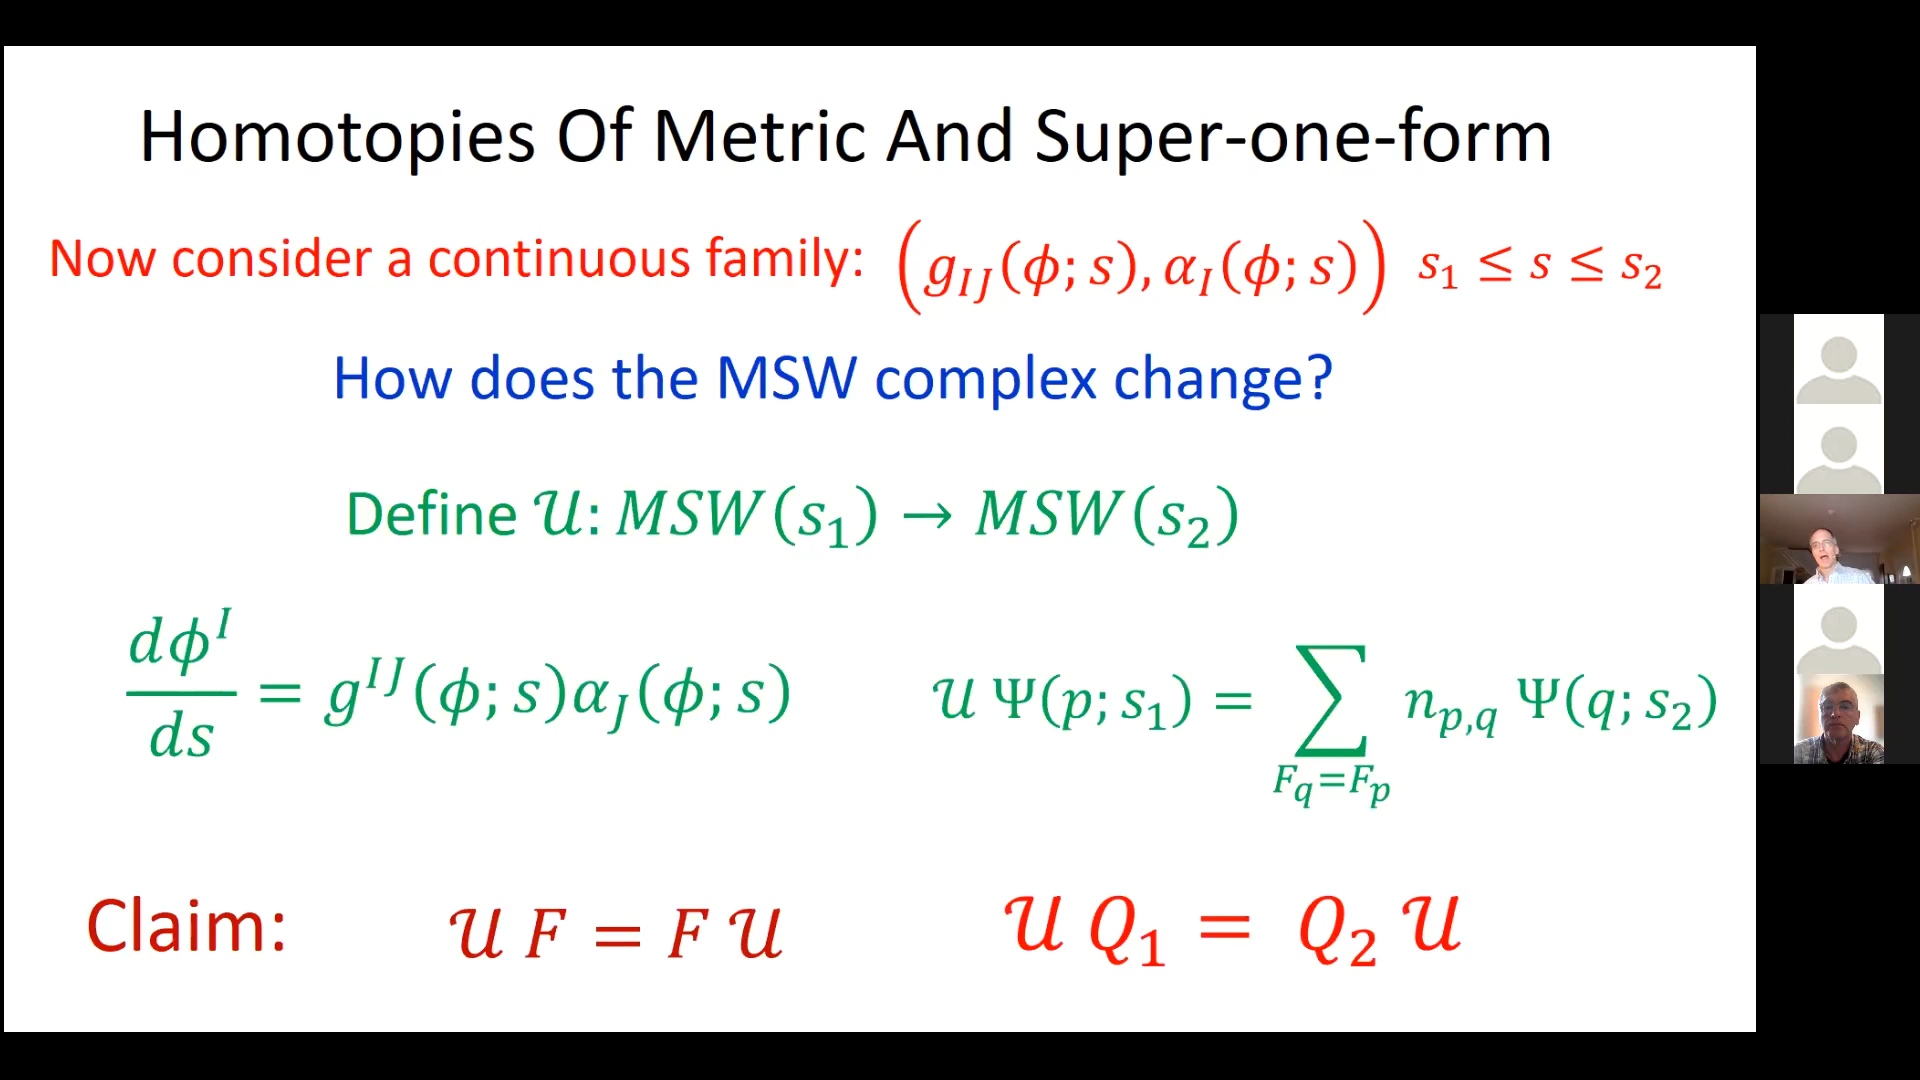 Homotopies Of Metric And Super-one-form
Now consider a continuous family: (g_{IJ}(ϕ; s), α_I(ϕ; s)) s₁ ≤ s ≤ s₂
How does the MSW complex change?
Define 𝒰: MSW(s₁) → MSW(s₂)
dϕ^I/ds = g^{IJ}(ϕ; s)α_J(ϕ; s)
𝒰 Ψ(p; s₁) = ∑_{F_q=F_p} n_{p,q} Ψ(q; s₂)
Claim: 𝒰 F = F 𝒰 𝒰 Q₁ = Q₂ 𝒰